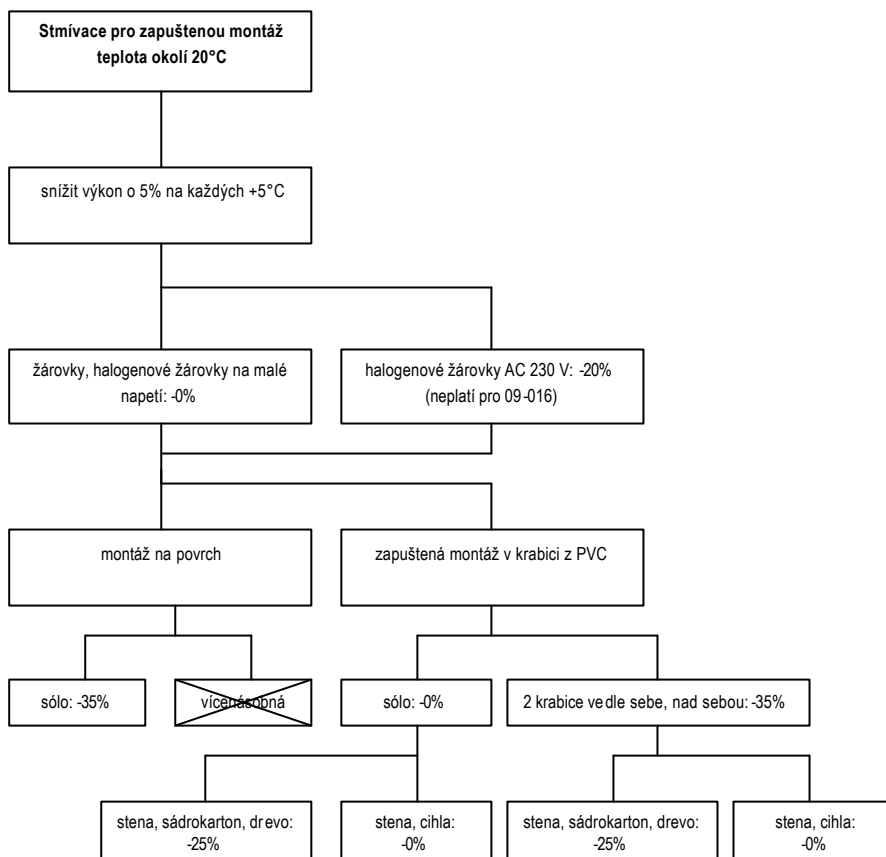 Stmívace pro zapuštenou montáž
teplota okolí 20°C
snížit výkon o 5% na každých +5°C
žárovky, halogenové žárovky na malé
napetí: -0%
halogenové žárovky AC 230 V: -20%
(neplatí pro 09-016)
montáž na povrch
zapuštená montáž v krabici z PVC
sólo: -35%
vícenásobná
sólo: -0%
2 krabice vedle sebe, nad sebou: -35%
stena, sádrokarton, drevo:
-25%
stena, cihla:
-0%
stena, sádrokarton, drevo:
-25%
stena, cihla:
-0%